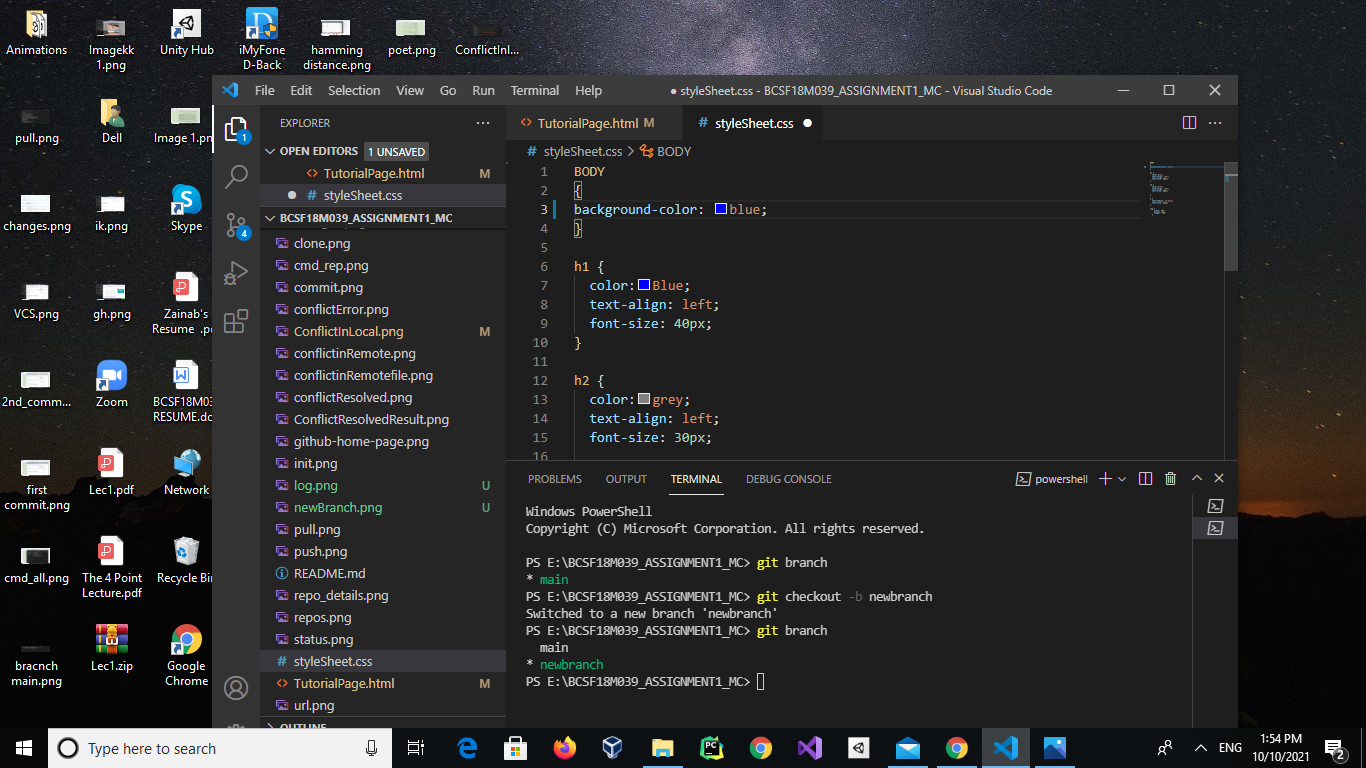 Animations
Imagekk
1.png
Unity Hub
iMyFone
D-Back
hamming
distance.png
poet.png
ConflictInl...
pull.png
Dell
Image 1.pn
changes.png
ik.png
Skype
VCS.png
gh.png
Zainab's
Resume .p
2nd_comm...
Zoom
BCSF18M03
RESUME.do
first
commit.png
Lec1.pdf
Network
cmd_all.png
The 4 Point
Lecture.pdf
Recycle Bin
bracnch
main.png
Lec1.zip
Google
Chrome
File Edit Selection View Go Run Terminal Help
● styleSheet.css - BCSF18M039_ASSIGNMENT1_MC - Visual Studio Code
1
4
EXPLORER ...
OPEN EDITORS 1 UNSAVED
<> TutorialPage.html M
# styleSheet.css
BCSF18M039_ASSIGNMENT1_MC
clone.png
cmd_rep.png
commit.png
conflictError.png
ConflictInLocal.png M
conflictinRemote.png
conflictinRemotefile.png
conflictResolved.png
ConflictResolvedResult.png
github-home-page.png
init.png
log.png U
newBranch.png U
pull.png
push.png
README.md
repo_details.png
repos.png
status.png
# styleSheet.css
<> TutorialPage.html M
url.png
OUTLINE
<> TutorialPage.html M
# styleSheet.css ●
# styleSheet.css > BODY
1 BODY
2 {
3 background-color: blue;
4 }
5
6 h1 {
7 color:Blue;
8 text-align: left;
9 font-size: 40px;
10 }
11
12 h2 {
13 color:grey;
14 text-align: left;
15 font-size: 30px;
16
PROBLEMS OUTPUT TERMINAL DEBUG CONSOLE
powershell
Windows PowerShell
Copyright (C) Microsoft Corporation. All rights reserved.
PS E:\BCSF18M039_ASSIGNMENT1_MC> git branch
* main
PS E:\BCSF18M039_ASSIGNMENT1_MC> git checkout -b newbranch
Switched to a new branch 'newbranch'
PS E:\BCSF18M039_ASSIGNMENT1_MC> git branch
main
* newbranch
PS E:\BCSF18M039_ASSIGNMENT1_MC>
Type here to search
PC
ENG
1:54 PM
10/10/2021
2